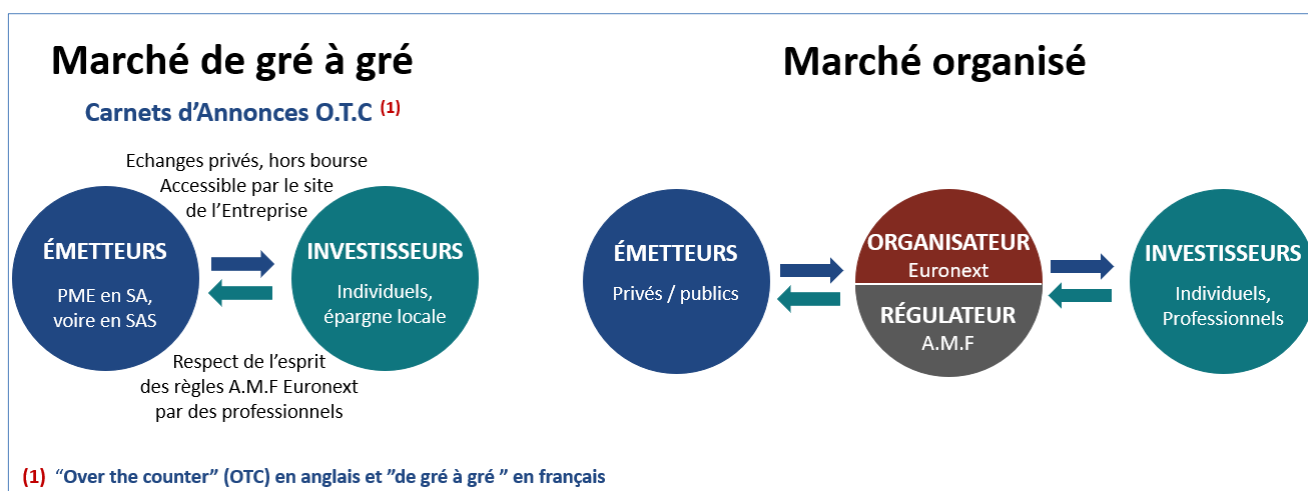 Marché de gré à gré
Carnets d'Annonces O.T.C (1)
Echanges privés, hors bourse
Accessible par le site
de l'Entreprise
ÉMETTEURS
PME en SA,
voire en SAS
INVESTISSEURS
Individuels,
épargne locale
Respect de l'esprit
des règles A.M.F Euronext
par des professionnels
Marché organisé
ÉMETTEURS
Privés / publics
ORGANISATEUR
Euronext
RÉGULATEUR
A.M.F
INVESTISSEURS
Individuels,
Professionnels
(1) “Over the counter” (OTC) en anglais et ”de gré à gré ” en français